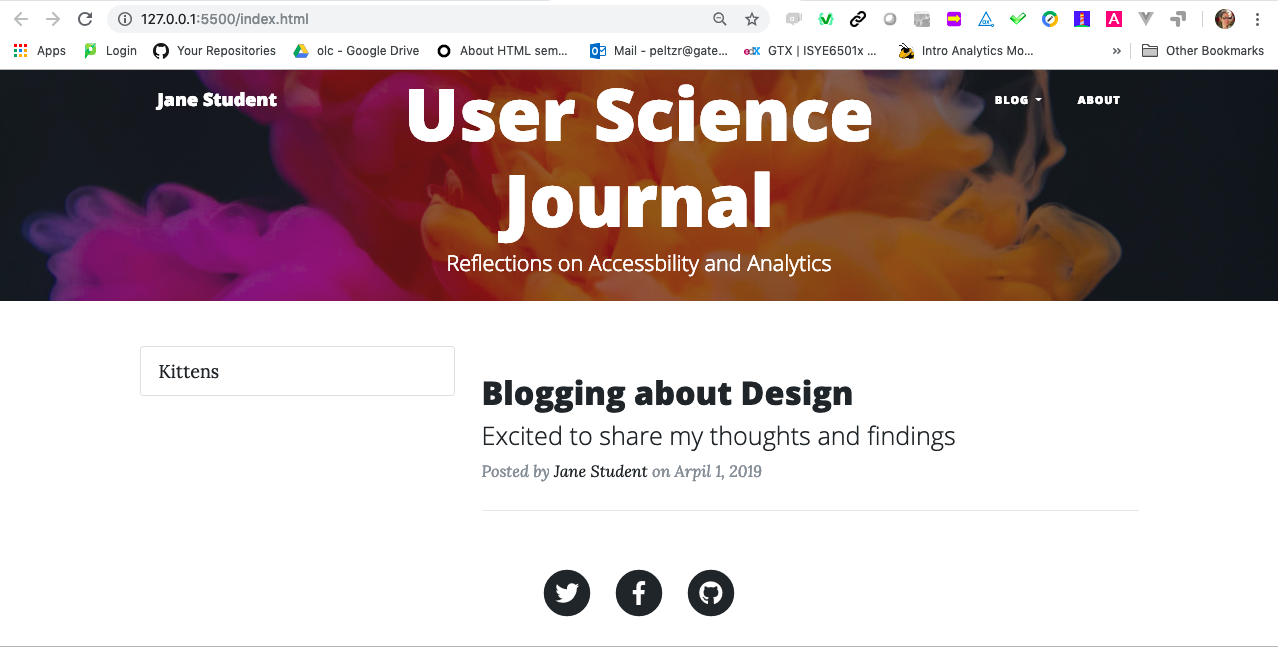 127.0.0.1:5500/index.html
Apps Login Your Repositories olc - Google Drive About HTML sem... Mail - peltzr@gate... edX GTX | ISYE6501x ... Intro Analytics Mo... » Other Bookmarks
Jane Student
BLOG ABOUT
User Science
Journal
Reflections on Accessbility and Analytics
Kittens
Blogging about Design
Excited to share my thoughts and findings
Posted by Jane Student on Arpil 1, 2019